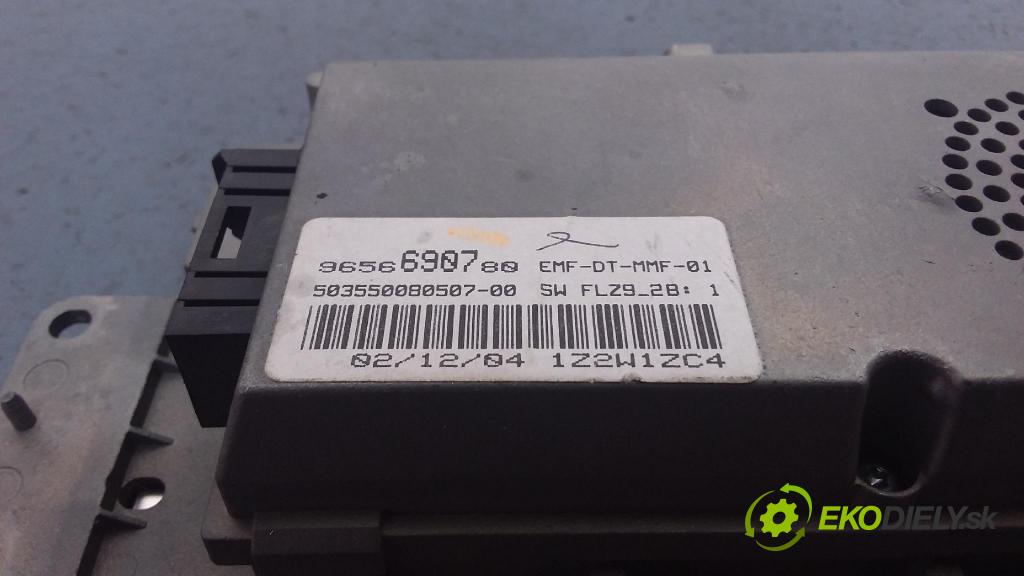 9656690780 EMF-DT-MMF-01
503550080507-00 SW FLZ9_2B: 1
02/12/04 1Z2W1ZC4
EKODIELY.sk